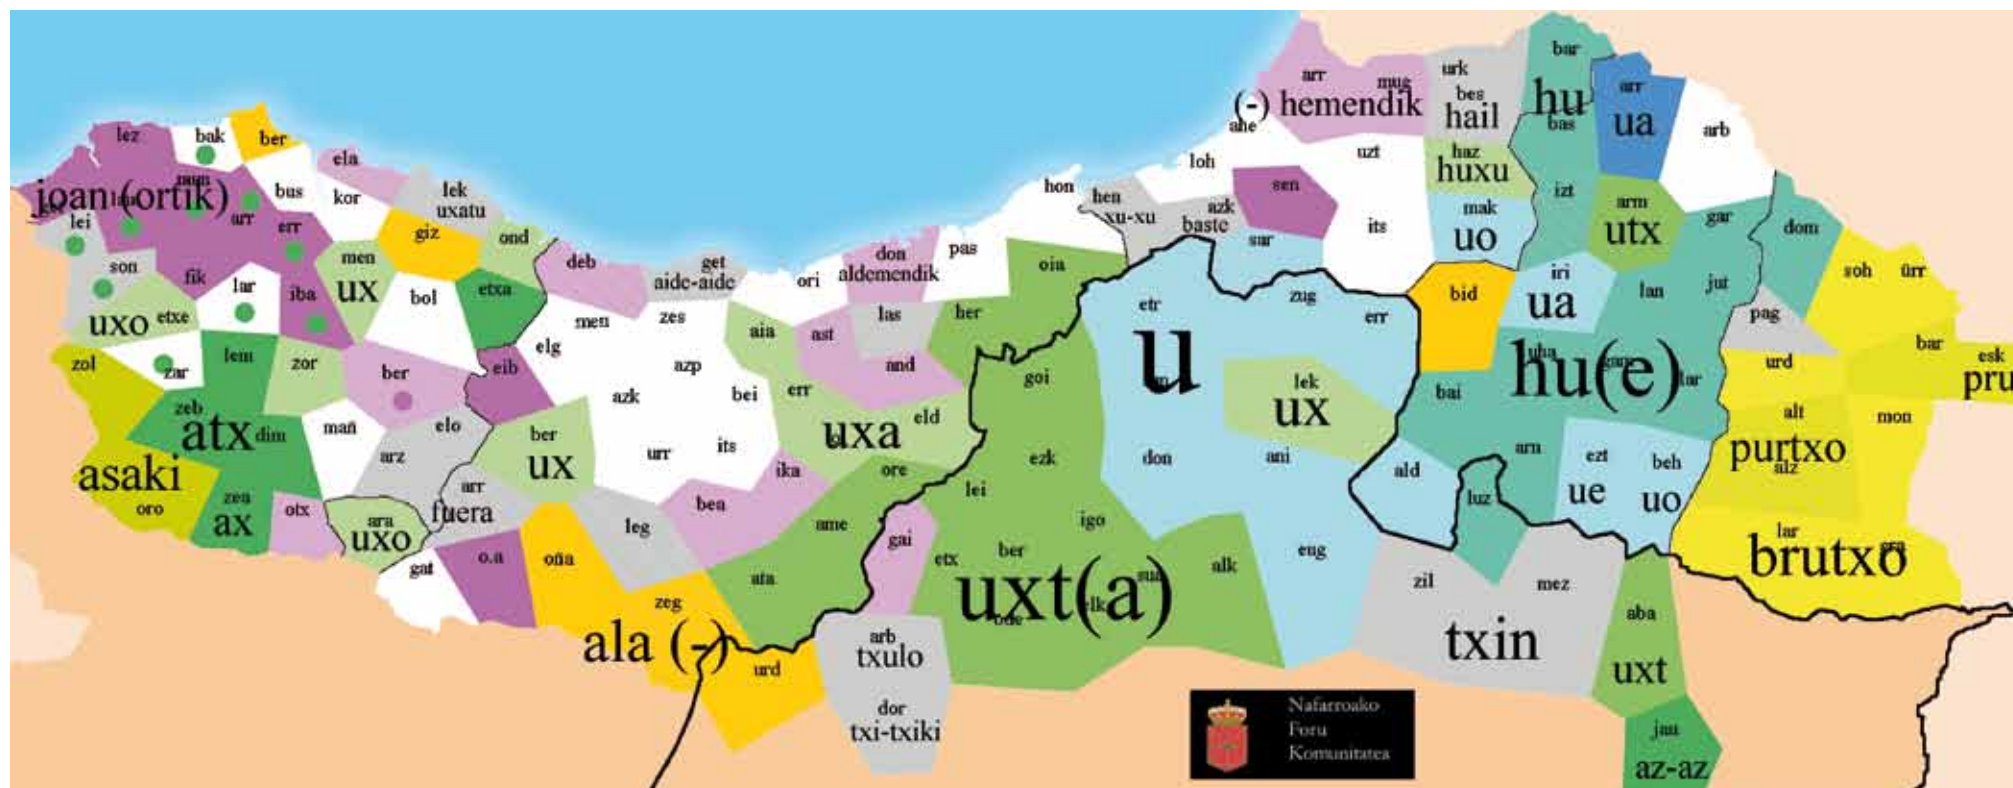 lez
bak
ber
ela
lek
uxatu
joan (ortik)
bus
kor
arr
err
lei
giz
ond
son
men
ux
fik
lar
iba
bol
etxa
uxo
etxe
zol
zar
lem
zor
ber
zeb
atx
dim
mañ
elo
asaki
arz
oro
zea
ax
otx
ara
uxo
deb
get
aide-aide
ori
don
aldemendik
pas
hon
oia
men
zes
elg
eib
aia
ast
las
her
and
azp
azk
bei
err
eld
uxa
ber
ux
urr
its
ika
ore
arr
fuera
leg
bea
ame
gat
o.a
oña
ata
zeg
ala (-)
urd
gai
etx
goi
ezk
lei
igo
ber
uxt(a)
alk
elk
arb
txulo
dor
txi-txiki
arr
mug
(-) hemendik
ahe
loh
uzt
hen
xu-xu
azk
baste
sen
sur
its
urk
bes
hail
haz
huxu
mak
uo
bar
hu
bas
izt
arr
ua
arb
arm
utx
gar
dom
etr
u
zug
err
lek
ux
don
ani
eug
bid
iri
ua
lan
jut
hu(e)
lar
bai
arn
ald
luz
ezt
ue
beh
uo
pag
soh
ürr
bar
esk
pru
urd
alt
purtxo
alz
mon
lar
brutxo
zil
mez
txin
aba
uxt
jau
az-az
Nafarroako
Foru
Komunitatea